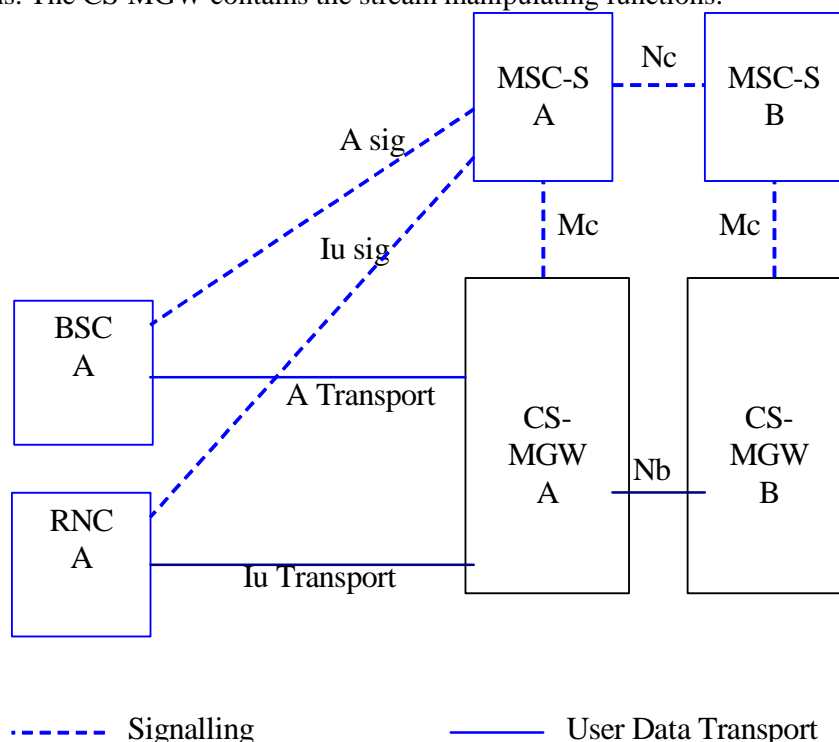 ns. The CS-MGW contains the stream manipulating functions.
MSC-S
A
Nc
MSC-S
B
A sig
Iu sig
Mc
Mc
BSC
A
A Transport
CS-
MGW
A
Nb
CS-
MGW
B
RNC
A
Iu Transport
Signalling
User Data Transport